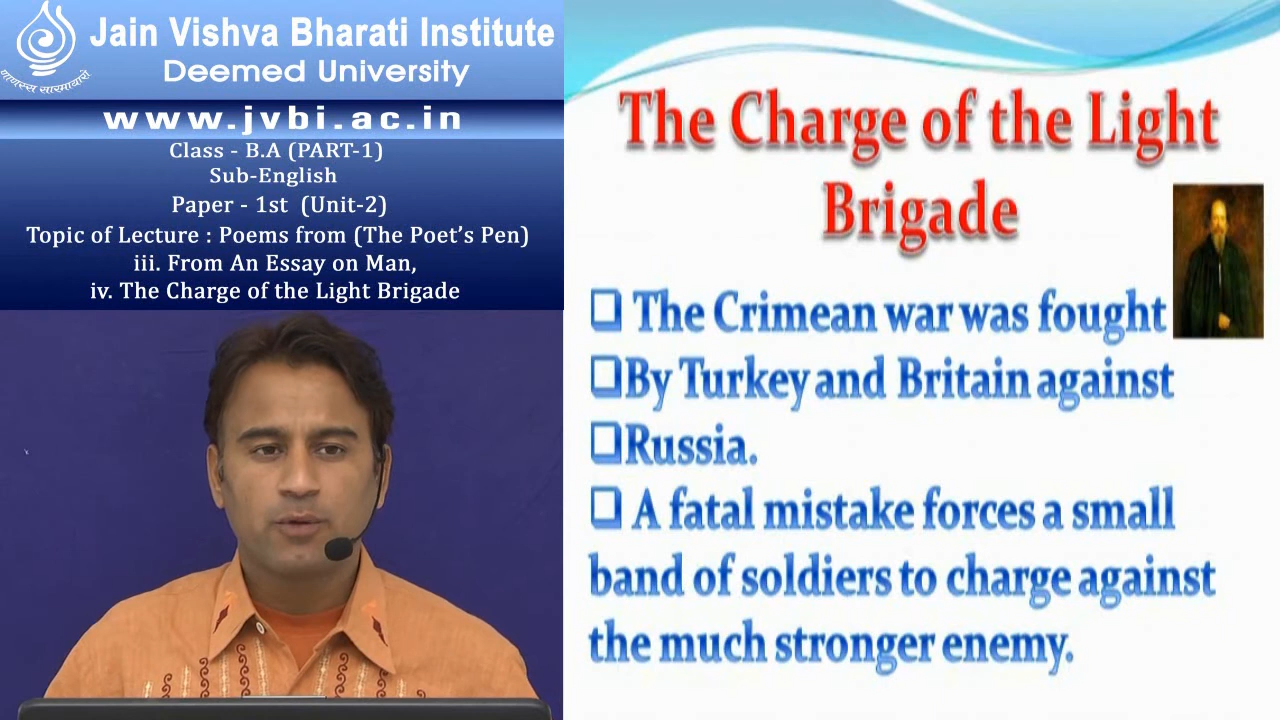 Jain Vishva Bharati Institute
Deemed University
णाणस्स सारमायारो
www.jvbi.ac.in
Class - B.A (PART-1)
Sub-English
Paper - 1st (Unit-2)
Topic of Lecture : Poems from (The Poet's Pen)
iii. From An Essay on Man,
iv. The Charge of the Light Brigade
The Charge of the Light
Brigade
❑ The Crimean war was fought
❑By Turkey and Britain against
❑Russia.
❑ A fatal mistake forces a small
band of soldiers to charge against
the much stronger enemy.